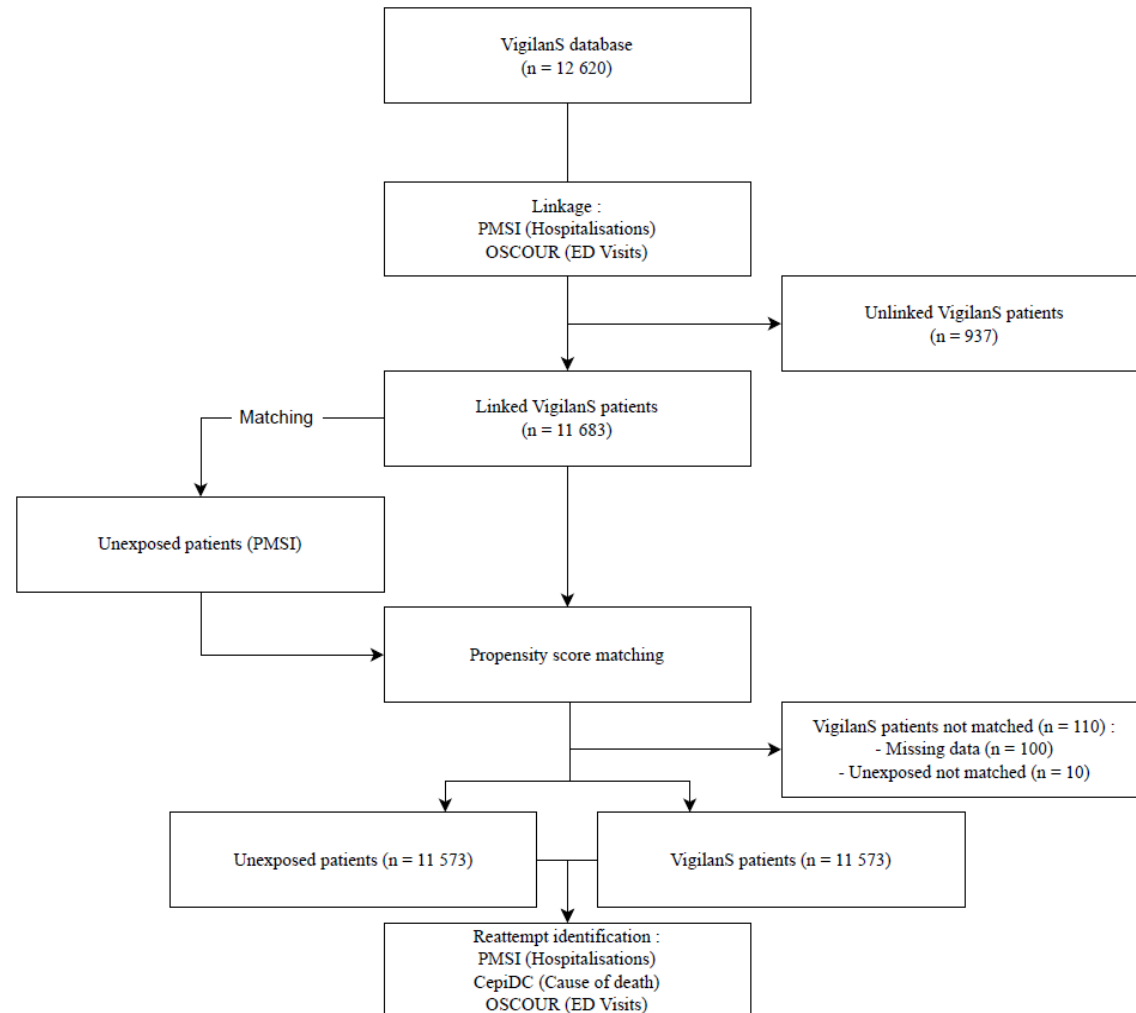 VigilanS database
(n = 12 620)
Linkage :
PMSI (Hospitalisations)
OSCOUR (ED Visits)
Unlinked VigilanS patients
(n = 937)
Linked VigilanS patients
(n = 11 683)
Matching
Unexposed patients (PMSI)
Propensity score matching
VigilanS patients not matched (n = 110) :
- Missing data (n = 100)
- Unexposed not matched (n = 10)
Unexposed patients (n = 11 573)
VigilanS patients (n = 11 573)
Reattempt identification :
PMSI (Hospitalisations)
CepiDC (Cause of death)
OSCOUR (ED Visits)